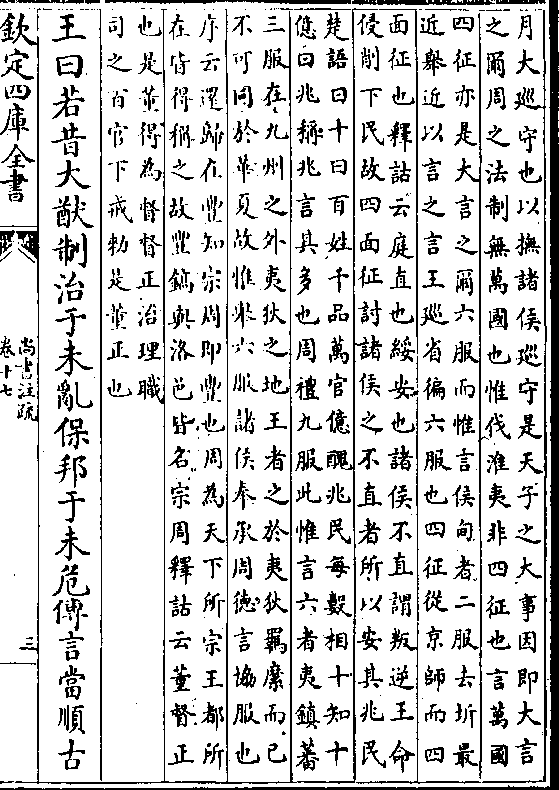 月大巡守也以撫諸侯巡守是天子之大事因即大言
之爾周之法制無萬國也惟伐淮夷非四征也言萬國
四征亦是大言之爾六服而惟言侯甸者二服去圻最
近舉近以言之言王巡省徧六服也四征從京師而四
面征也釋詁云庭直也綏安也諸侯不直謂叛逆王命
侵削下民故四面征討諸侯之不直者所以安其兆民
楚語曰十曰百姓千品萬官億醜兆民每數相十知十
億曰兆稱兆言其多也周禮九服此惟言六者夷鎮蕃
三服在九州之外夷狄之地王者之於夷狄羈縻而已
不可同於華夏故惟舉六服諸侯奉承周德言協服也
序云還歸在豐知宗周即豐也周為天下所宗王都所
在皆得稱之故豐鎬與洛邑皆名宗周釋詁云董督正
也是董得為督督正治理職
司之百官下戒勅是董正也
王曰若昔大猷制治于未亂保邦于未危傳言當順古
欽定四庫全書
尚書注疏
卷十七
三